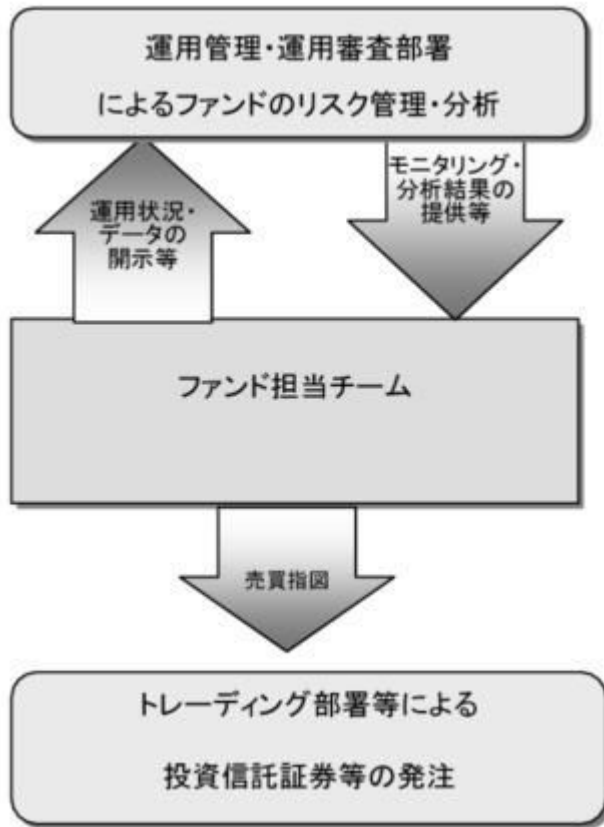 運用管理・運用審査部署
によるファンドのリスク管理・分析
運用状況・
データの
開示等
モニタリング・
分析結果の
提供等
ファンド担当チーム
売買指図
トレーディング部署等による
投資信託証券等の発注